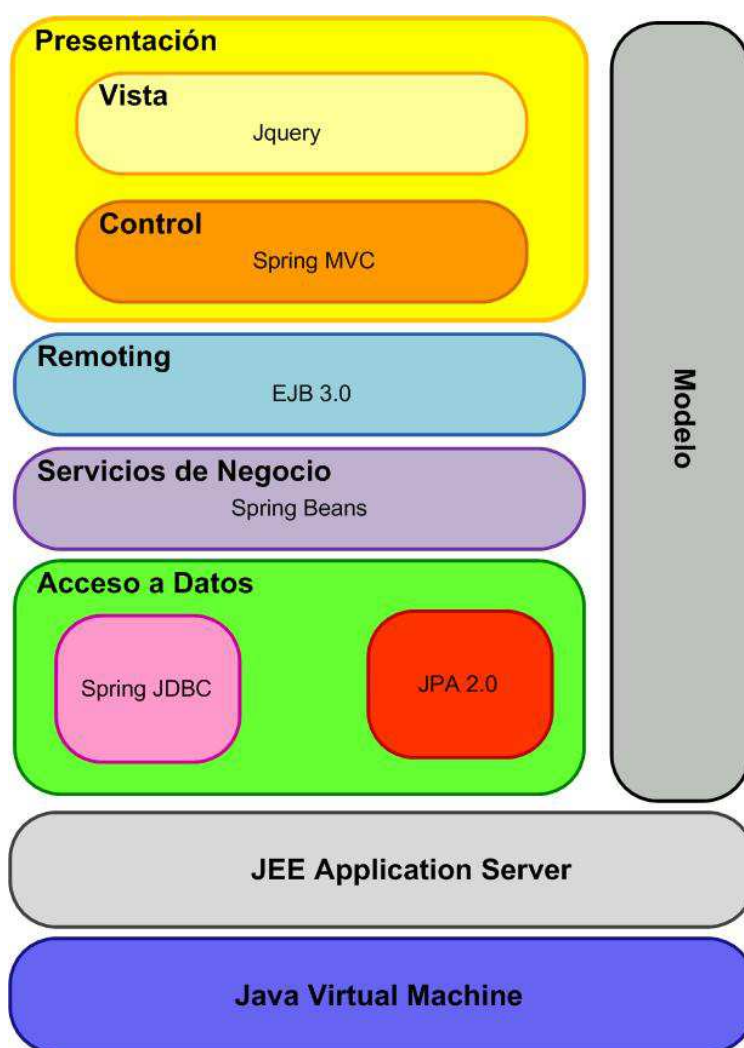 Presentación
Vista
Jquery
Control
Spring MVC
Remoting
EJB 3.0
Servicios de Negocio
Spring Beans
Acceso a Datos
Spring JDBC
JPA 2.0
Modelo
JEE Application Server
Java Virtual Machine